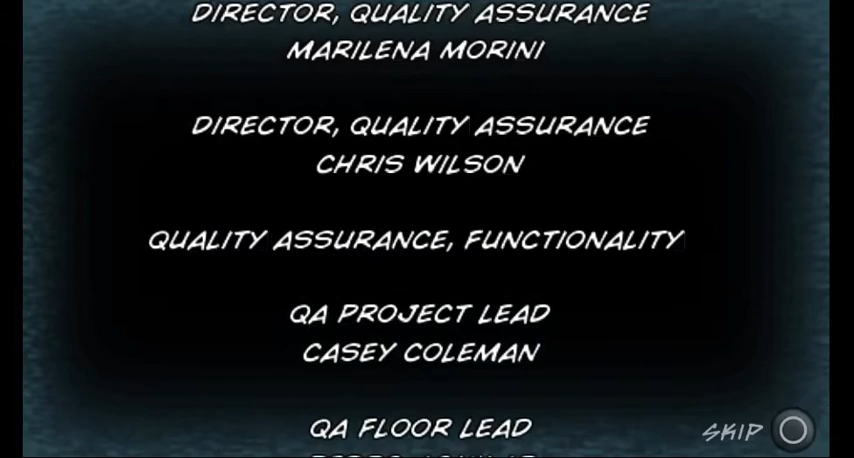 DIRECTOR, QUALITY ASSURANCE
MARILENA MORINI
DIRECTOR, QUALITY ASSURANCE
CHRIS WILSON
QUALITY ASSURANCE, FUNCTIONALITY
QA PROJECT LEAD
CASEY COLEMAN
QA FLOOR LEAD
SKIP